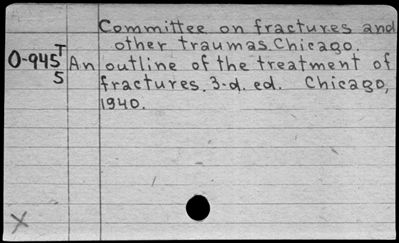 Committee on fractures and
other traumas. Chicago.
O-945 T
5
An outline of the treatment of
fractures. 3-d. ed. Chicago,
1940.
X